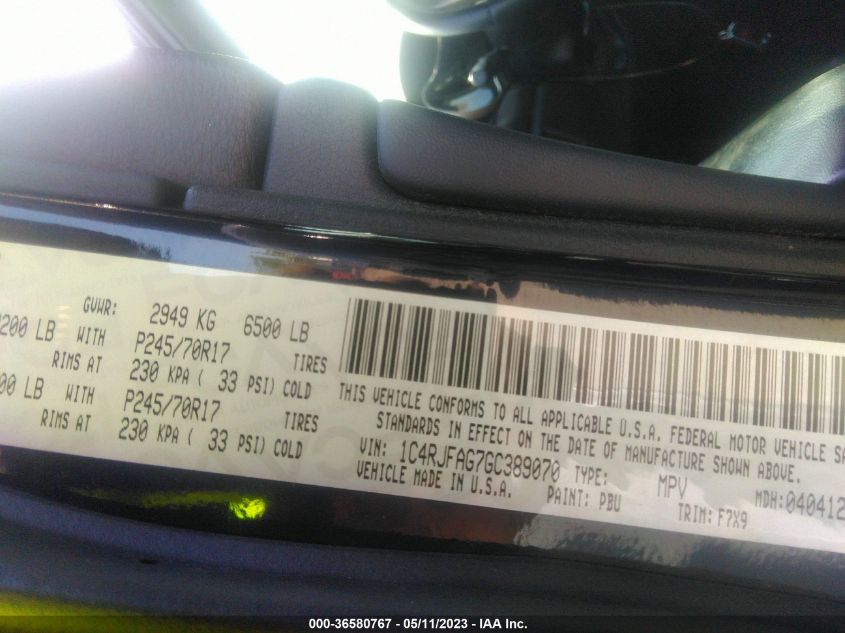 GVWR: 2949 KG 6500 LB
200 LB WITH P245/70R17 TIRES
RIMS AT 230 KPA ( 33 PSI) COLD
00 LB WITH P245/70R17 TIRES
RIMS AT 230 KPA ( 33 PSI) COLD
THIS VEHICLE CONFORMS TO ALL APPLICABLE U.S.A. FEDERAL MOTOR VEHICLE SA
STANDARDS IN EFFECT ON THE DATE OF MANUFACTURE SHOWN ABOVE.
VIN: 1C4RJFAG7GC389070 TYPE: MPV MDH: 040412
VEHICLE MADE IN U.S.A. PAINT: PBU TRIM: F7X9
000-36580767 - 05/11/2023 - IAA Inc.